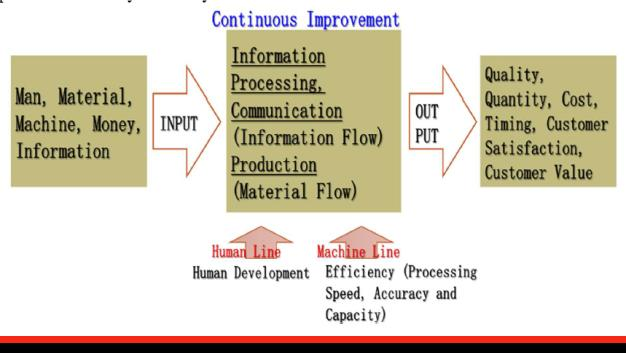 Continuous Improvement
Man, Material,
Machine, Money,
Information
INPUT
Information
Processing,
Communication
(Information Flow)
Production
(Material Flow)
OUT
PUT
Quality,
Quantity, Cost,
Timing, Customer
Satisfaction,
Customer Value
Human Line
Human Development
Machine Line
Efficiency (Processing
Speed, Accuracy and
Capacity)